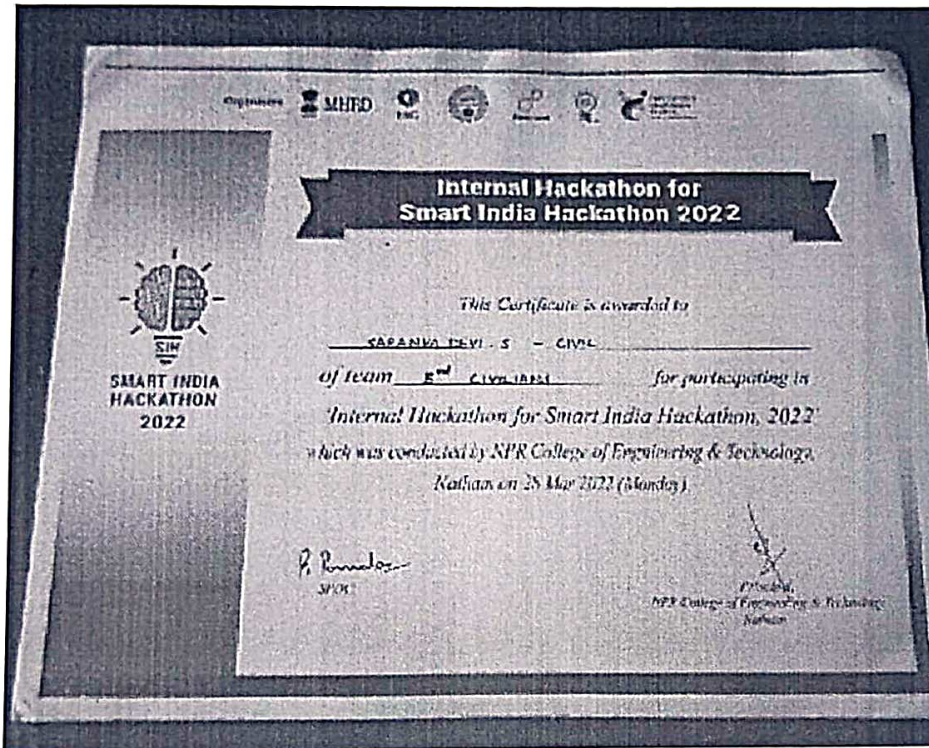 Organisers MHRD
Internal Hackathon for
Smart India Hackathon 2022
This Certificate is awarded to
DEVI . S - CIVIL
of team for participating in
'Internal Hackathon for Smart India Hackathon, 2022'
which was conducted by NPR College of Engineering & Technology,
Natham on 28 Mar 2022 (Monday).
SIH
SMART INDIA
HACKATHON
2022
SPOC
Principal,
NPR College of Engineering & Technology
Natham